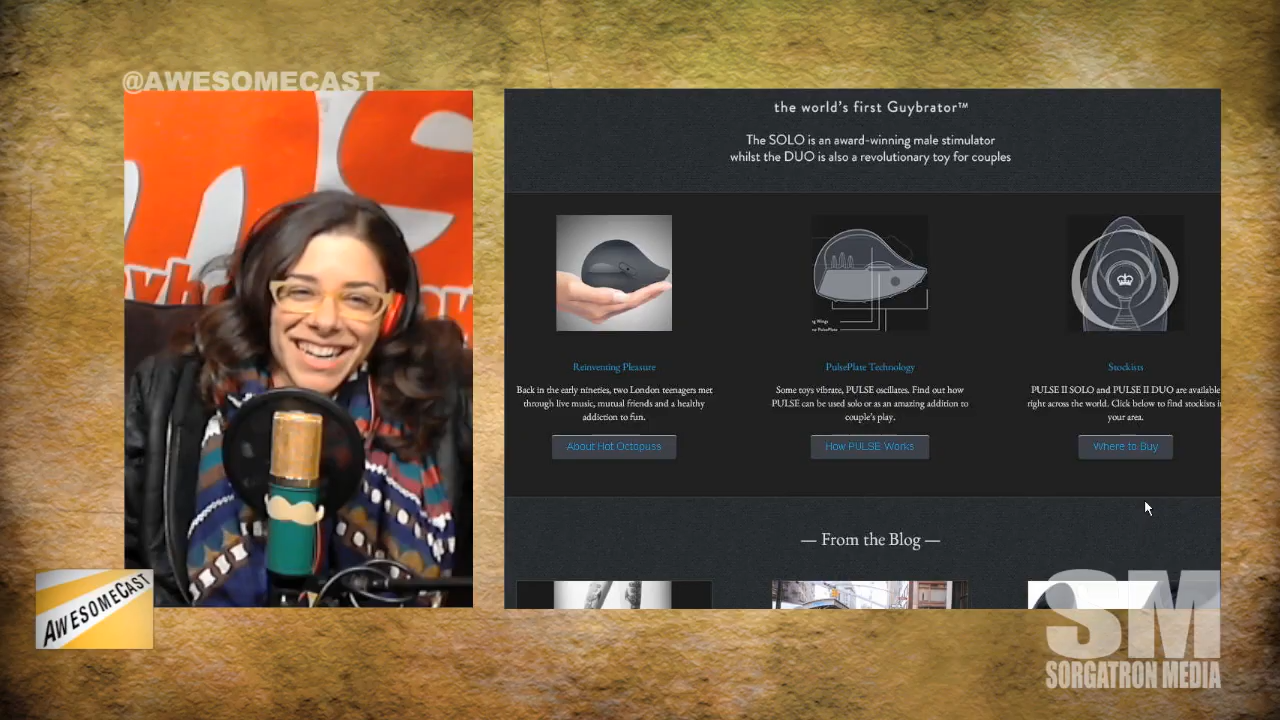 @AWESOMECAST
the world's first Guybrator™
The SOLO is an award-winning male stimulator
whilst the DUO is also a revolutionary toy for couples
Reinventing Pleasure
Back in the early nineties, two London teenagers met
through live music, mutual friends and a healthy
addiction to fun.
About Hot Octopuss
PulsePlate Technology
Some toys vibrate, PULSE oscillates. Find out how
PULSE can be used solo or as an amazing addition to
couple's play.
How PULSE Works
Stockists
PULSE II SOLO and PULSE II DUO are available
right across the world. Click below to find stockists in
your area.
Where to Buy
— From the Blog —
AWESOMECAST
SM
SORGATRON MEDIA